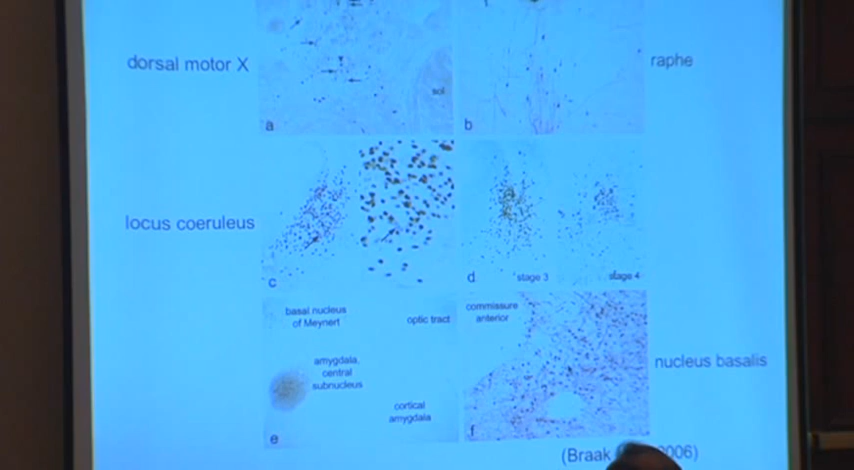 dorsal motor X
raphe
sol
a
b
locus coeruleus
c
d
stage 3
stage 4
basal nucleus
of Meynert
optic tract
amygdala,
central
subnucleus
cortical
amygdala
e
commissure
anterior
f
nucleus basalis
(Braak 2006)